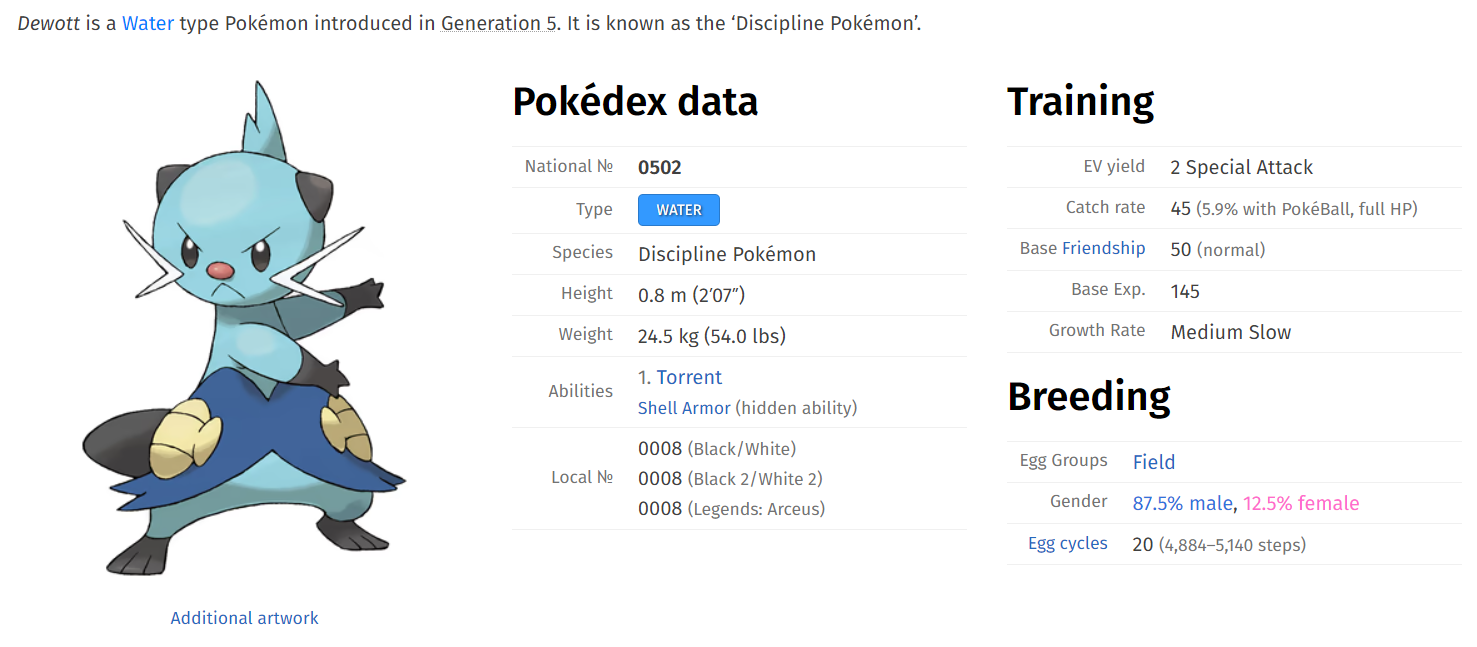 Dewott is a Water type Pokémon introduced in Generation 5. It is known as the ‘Discipline Pokémon’.
Additional artwork
Pokédex data
National № 0502
Type WATER
Species Discipline Pokémon
Height 0.8 m (2′07″)
Weight 24.5 kg (54.0 lbs)
Abilities 1. Torrent
Shell Armor (hidden ability)
Local № 0008 (Black/White)
0008 (Black 2/White 2)
0008 (Legends: Arceus)
Training
EV yield 2 Special Attack
Catch rate 45 (5.9% with PokéBall, full HP)
Base Friendship 50 (normal)
Base Exp. 145
Growth Rate Medium Slow
Breeding
Egg Groups Field
Gender 87.5% male, 12.5% female
Egg cycles 20 (4,884–5,140 steps)